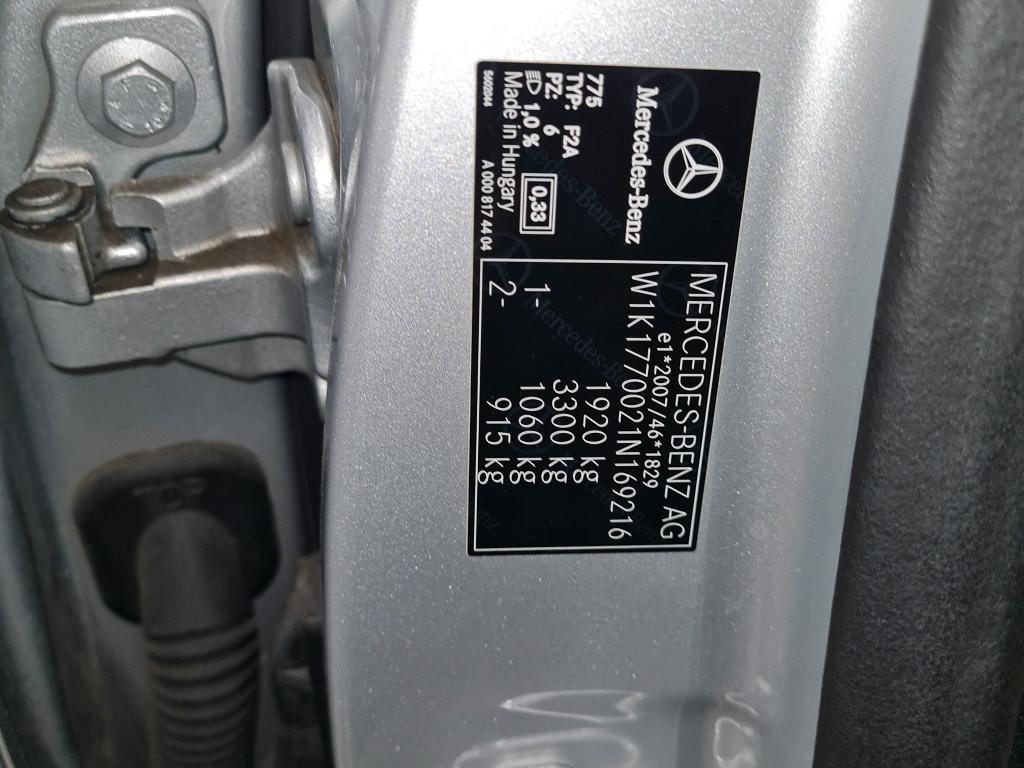 Mercedes-Benz
775
TYP: F2A
PZ: 6
1,0 % 0,33
Made in Hungary
A 000 817 44 04
MERCEDES-BENZ AG
e1*2007/46*1829
W1K1770021N169216
1920 kg
3300 kg
1- 1060 kg
2- 915 kg
TOP